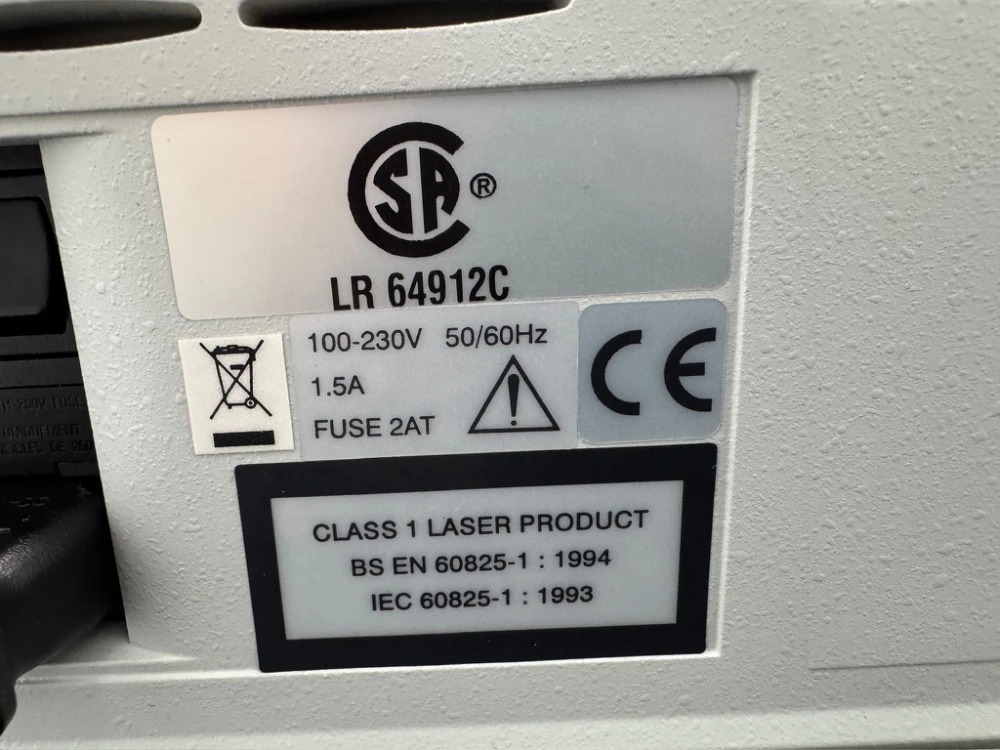 CSA®
LR 64912C
100-230V 50/60Hz
1.5A
FUSE 2AT
CE
CLASS 1 LASER PRODUCT
BS EN 60825-1 : 1994
IEC 60825-1 : 1993